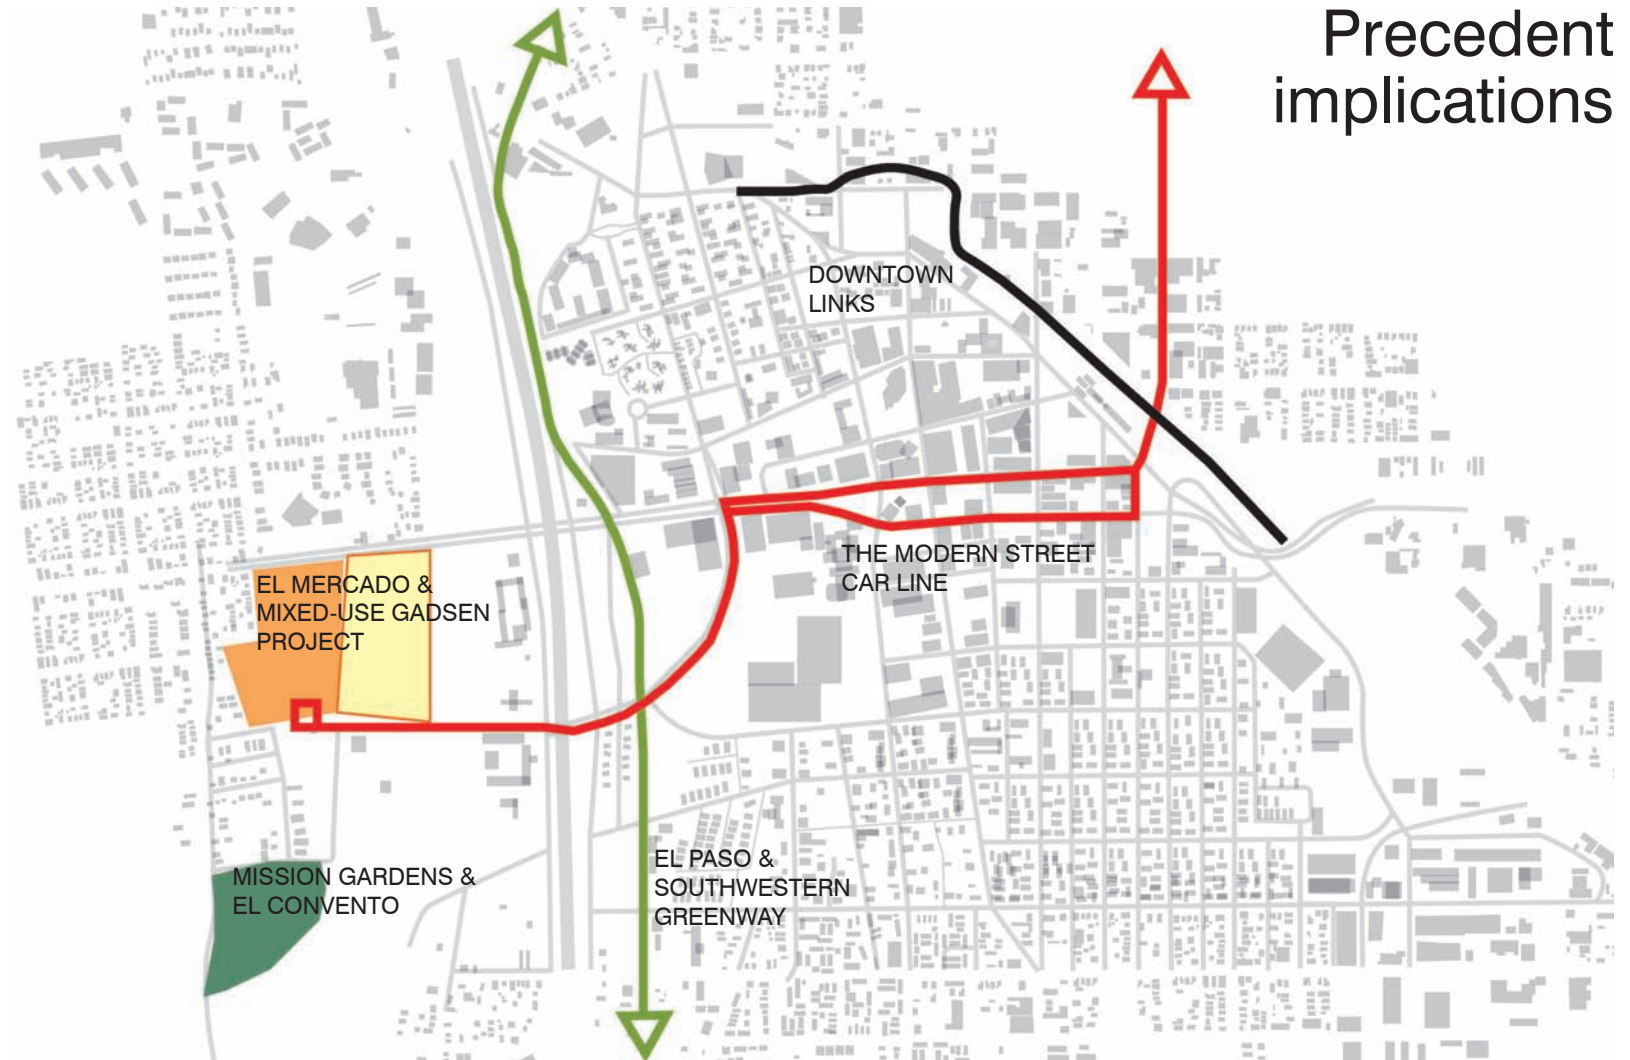 Precedent
implications
DOWNTOWN
LINKS
THE MODERN STREET
CAR LINE
EL MERCADO &
MIXED-USE GADSEN
PROJECT
MISSION GARDENS &
EL CONVENTO
EL PASO &
SOUTHWESTERN
GREENWAY